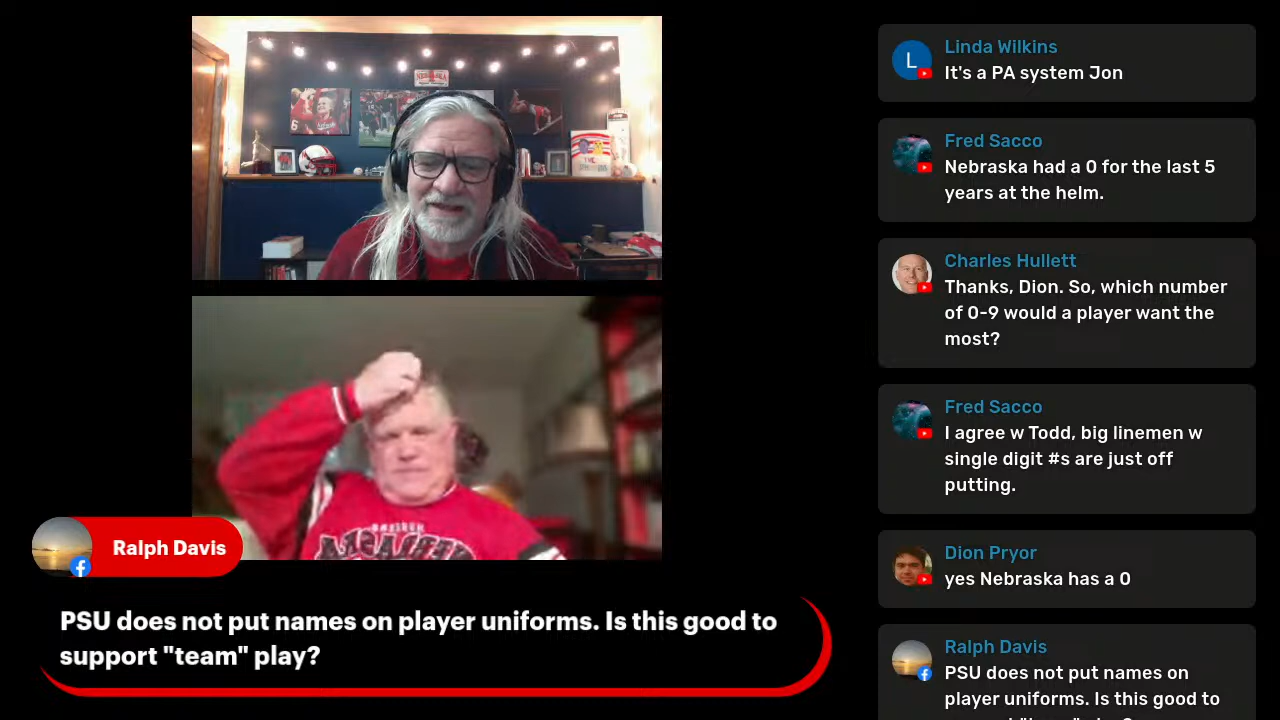 NEBRASKA
Ralph Davis
PSU does not put names on player uniforms. Is this good to
support "team" play?
L
Linda Wilkins
It's a PA system Jon
Fred Sacco
Nebraska had a 0 for the last 5
years at the helm.
Charles Hullett
Thanks, Dion. So, which number
of 0-9 would a player want the
most?
Fred Sacco
I agree w Todd, big linemen w
single digit #s are just off
putting.
Dion Pryor
yes Nebraska has a 0
Ralph Davis
PSU does not put names on
player uniforms. Is this good to